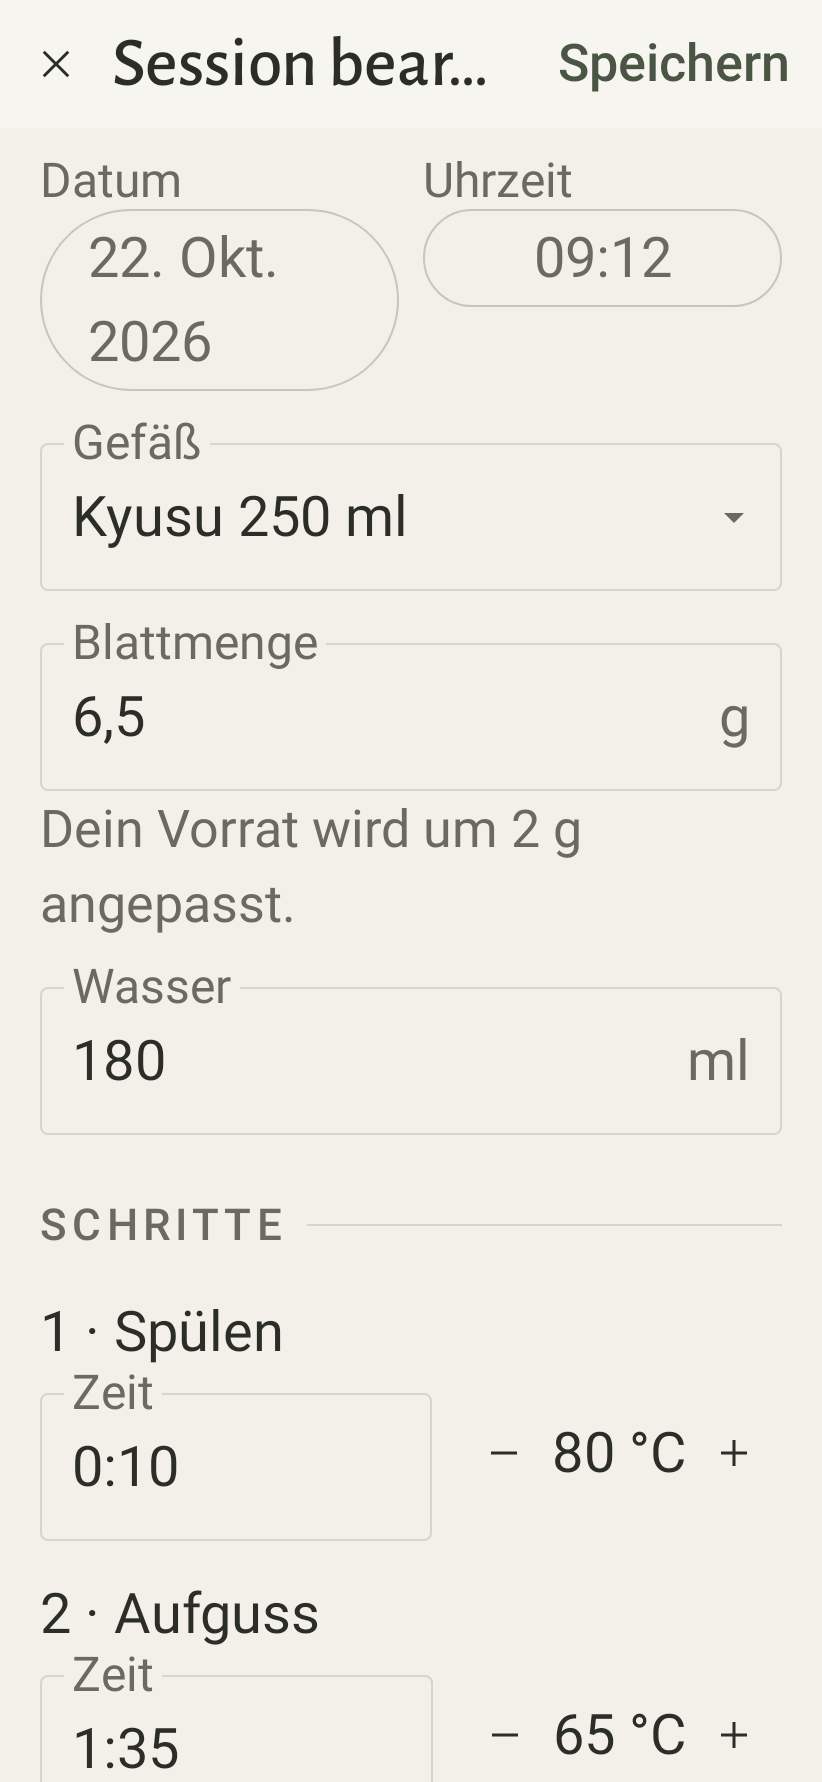 × Session bear... Speichern
Datum Uhrzeit
22. Okt.
2026
09:12
Gefäß
Kyusu 250 ml
Blattmenge
6,5 g
Dein Vorrat wird um 2 g
angepasst.
Wasser
180 ml
SCHRITTE
1 · Spülen
Zeit
0:10 − 80 °C +
2 · Aufguss
Zeit
1:35 − 65 °C +